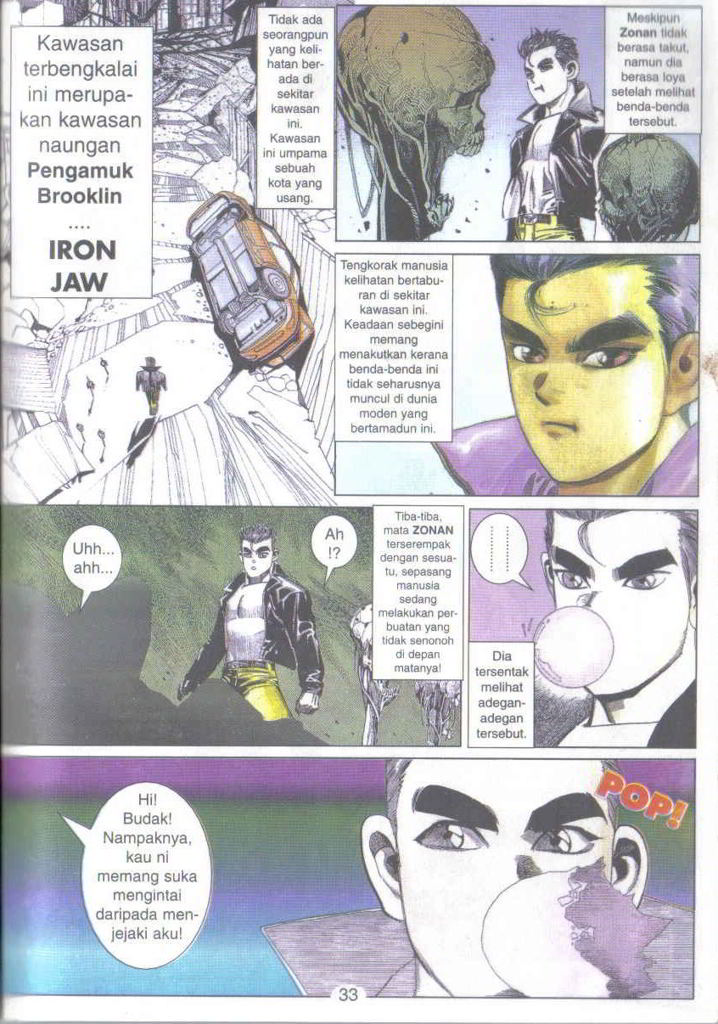 Kawasan
terbengkalai
ini merupa-
kan kawasan
naungan
Pengamuk
Brooklin
....
IRON
JAW
Tidak ada
seorangpun
yang keli-
hatan ber-
ada di
sekitar
kawasan
ini.
Kawasan
ini umpama
sebuah
kota yang
usang.
Meskipun
Zonan tidak
berasa takut,
namun dia
berasa loya
setelah melihat
benda-benda
tersebut.
Tengkorak manusia
kelihatan bertabu-
ran di sekitar
kawasan ini.
Keadaan sebegini
memang
menakutkan kerana
benda-benda ini
tidak seharusnya
muncul di dunia
moden yang
bertamadun ini.
Uhh...
ahh...
Ah
!?
Tiba-tiba,
mata ZONAN
terserempak
dengan sesua-
tu, sepasang
manusia
sedang
melakukan per-
buatan yang
tidak senonoh
di depan
matanya!
Dia
tersentak
melihat
adegan-
adegan
tersebut.
POP!
Hi!
Budak!
Nampaknya,
kau ni
memang suka
mengintai
daripada men-
jejaki aku!
33